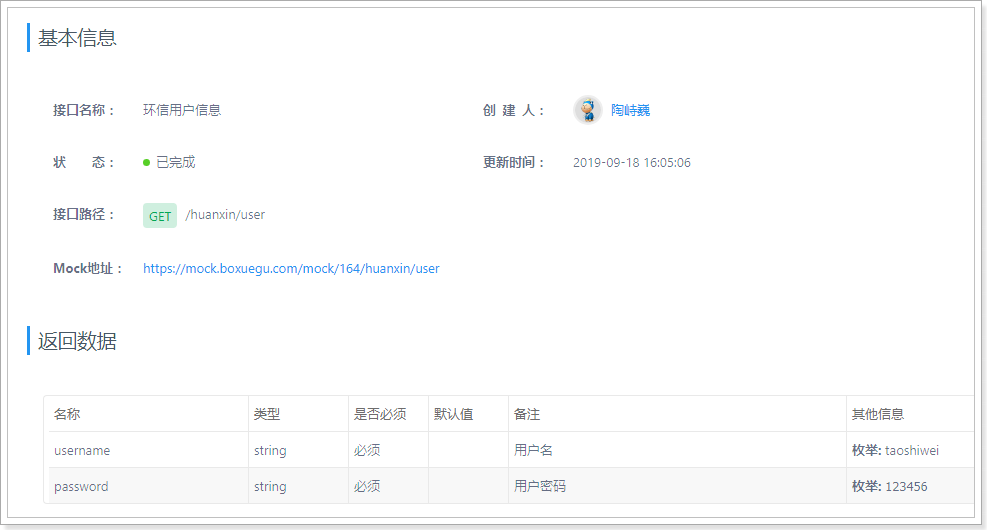 基本信息
接口名称： 环信用户信息 创 建 人： 陶峙巍
状 态： 已完成 更新时间： 2019-09-18 16:05:06
接口路径： GET /huanxin/user
Mock地址： https://mock.boxuegu.com/mock/164/huanxin/user
返回数据
名称 类型 是否必须 默认值 备注 其他信息
username string 必须 用户名 枚举: taoshiwei
password string 必须 用户密码 枚举: 123456